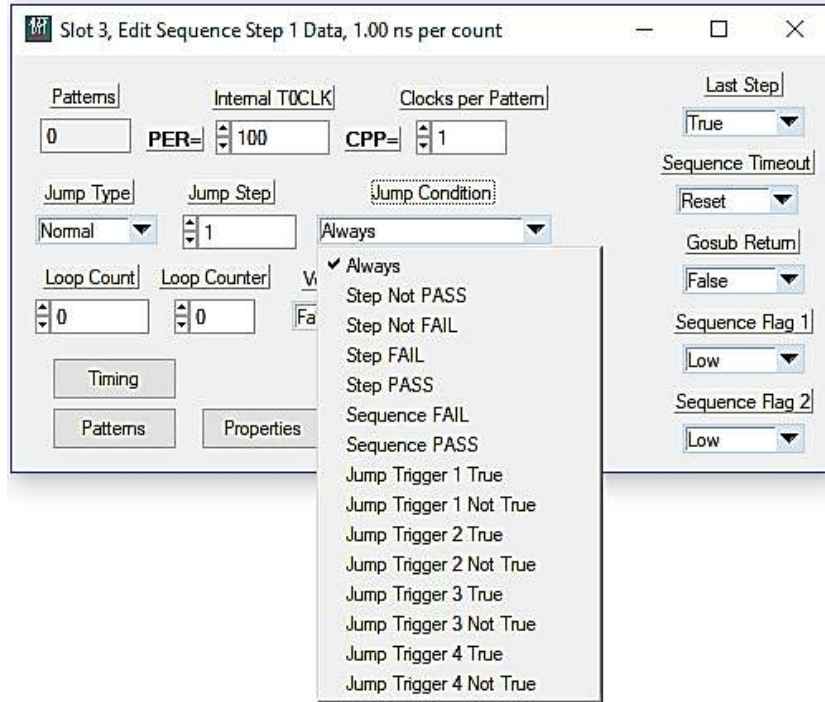 Slot 3, Edit Sequence Step 1 Data, 1.00 ns per count
Patterns Internal T0CLK Clocks per Pattern Last Step
0 PER= 100 CPP= 1 True
Sequence Timeout
Jump Type Jump Step Jump Condition Reset
Normal 1 Always
Gosub Return
Loop Count Loop Counter False
0 0
Sequence Flag 1
Low
Timing
Sequence Flag 2
Patterns Properties Low
Always
Step Not PASS
Step Not FAIL
Step FAIL
Step PASS
Sequence FAIL
Sequence PASS
Jump Trigger 1 True
Jump Trigger 1 Not True
Jump Trigger 2 True
Jump Trigger 2 Not True
Jump Trigger 3 True
Jump Trigger 3 Not True
Jump Trigger 4 True
Jump Trigger 4 Not True